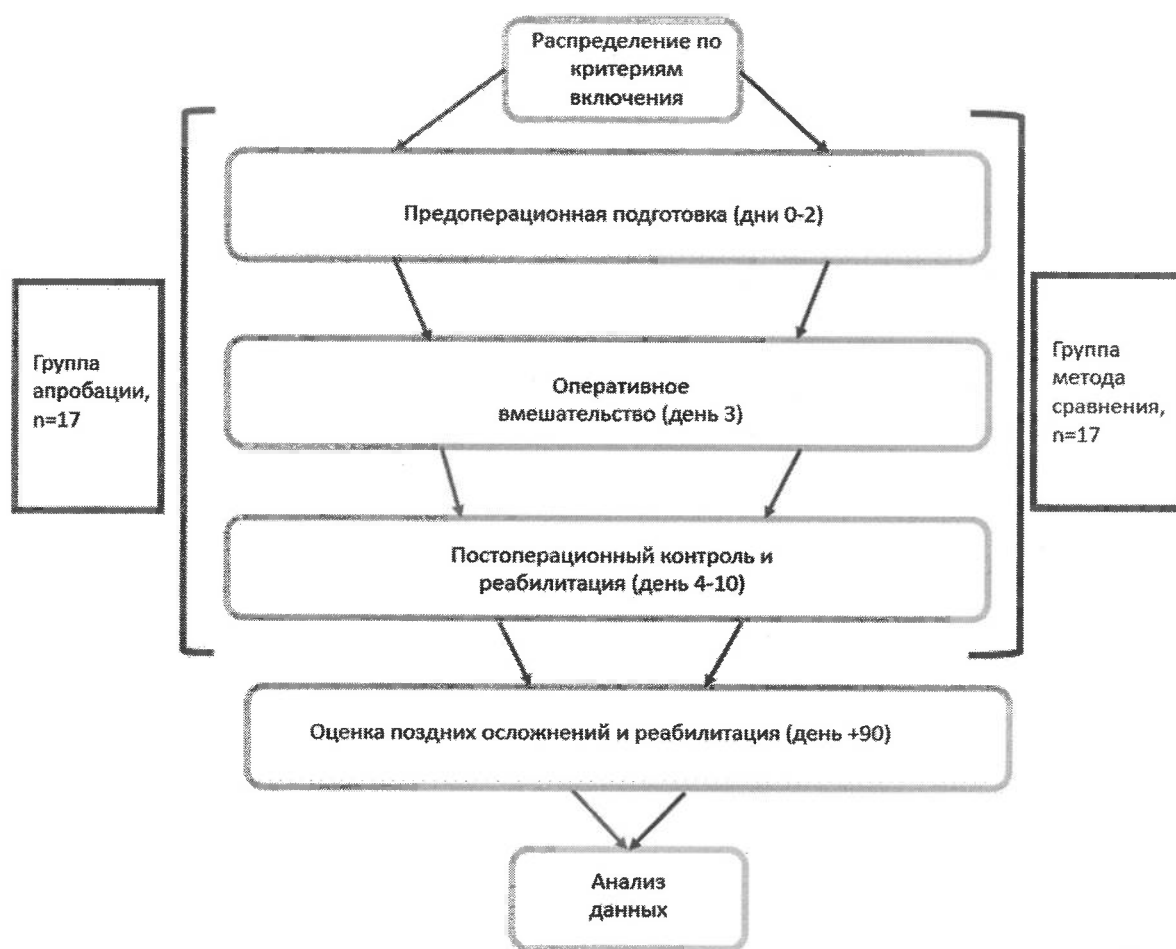 Распределение по
критериям
включения
Предоперационная подготовка (дни 0-2)
Группа
апробации,
n=17
Оперативное
вмешательство (день 3)
Группа
метода
сравнения,
n=17
Постоперационный контроль и
реабилитация (день 4-10)
Оценка поздних осложнений и реабилитация (день +90)
Анализ
данных